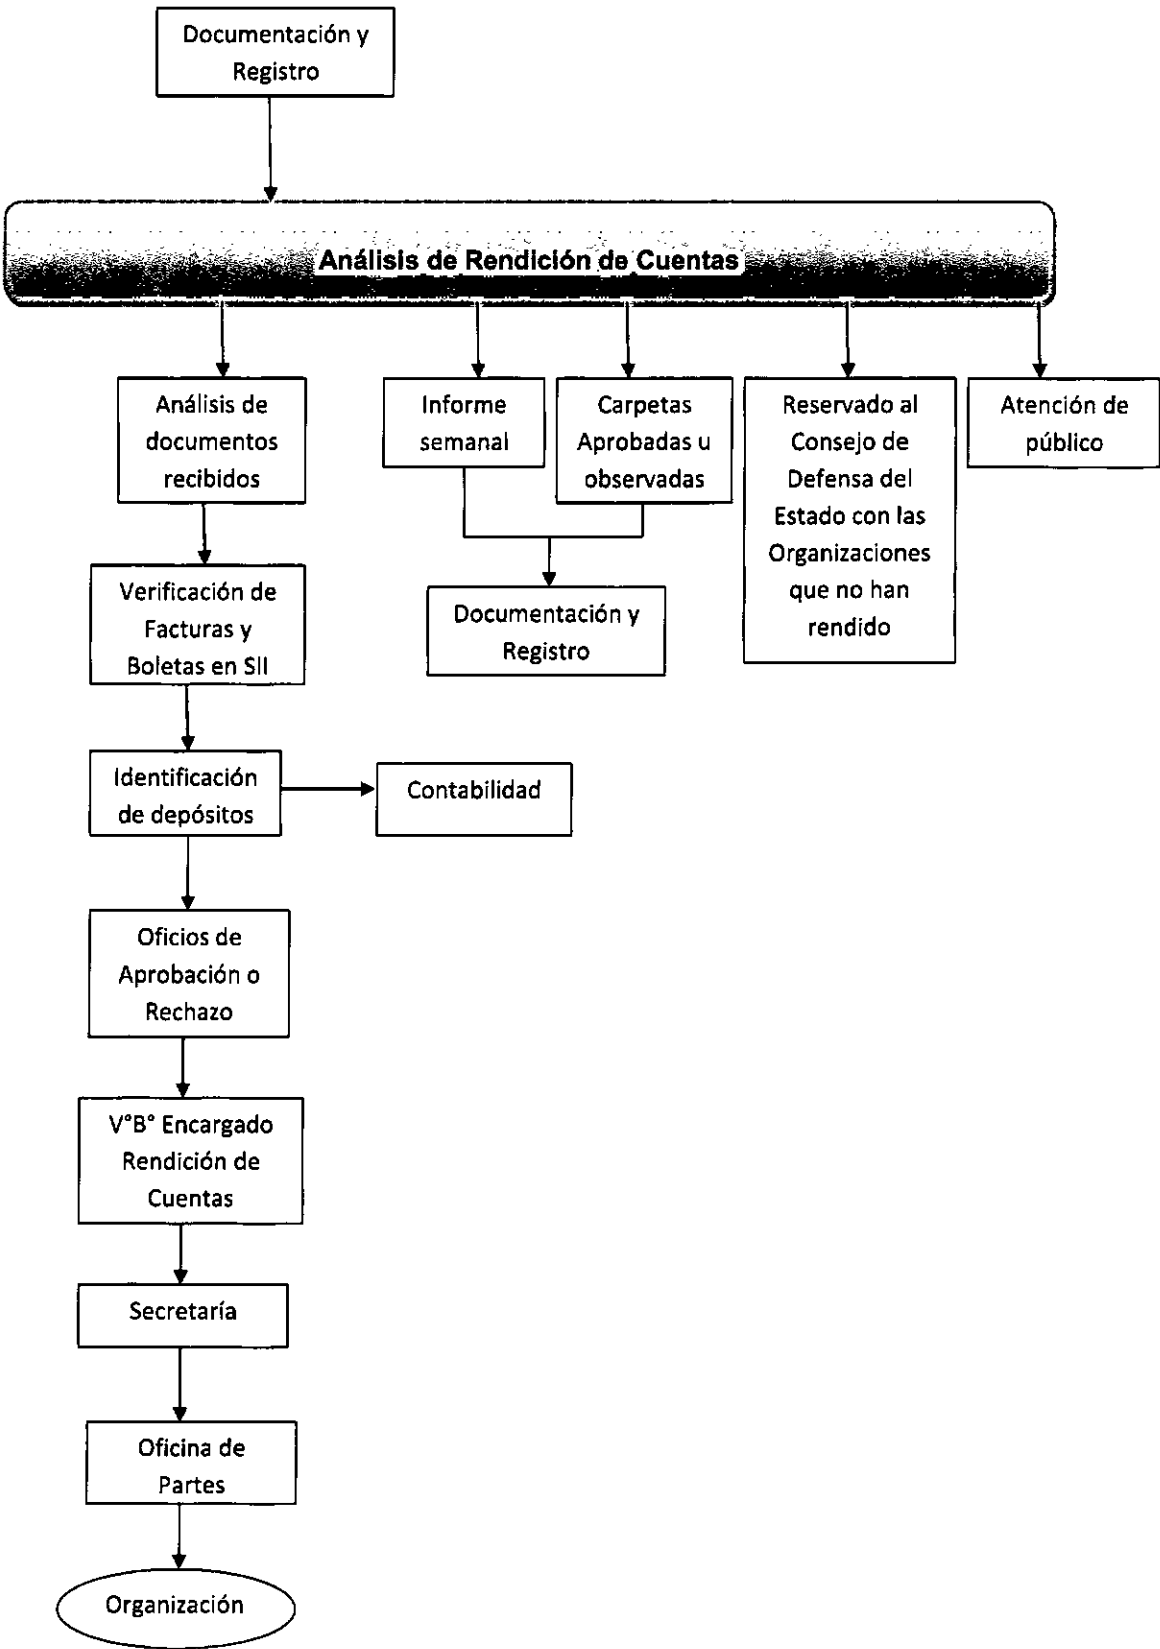 Documentación y
Registro
Análisis de Rendición de Cuentas
Análisis de
documentos
recibidos
Informe
semanal
Carpetas
Aprobadas u
observadas
Reservado al
Consejo de
Defensa del
Estado con las
Organizaciones
que no han
rendido
Atención de
público
Verificación de
Facturas y
Boletas en SII
Documentación y
Registro
Identificación
de depósitos
Contabilidad
Oficios de
Aprobación o
Rechazo
V°B° Encargado
Rendición de
Cuentas
Secretaría
Oficina de
Partes
Organización